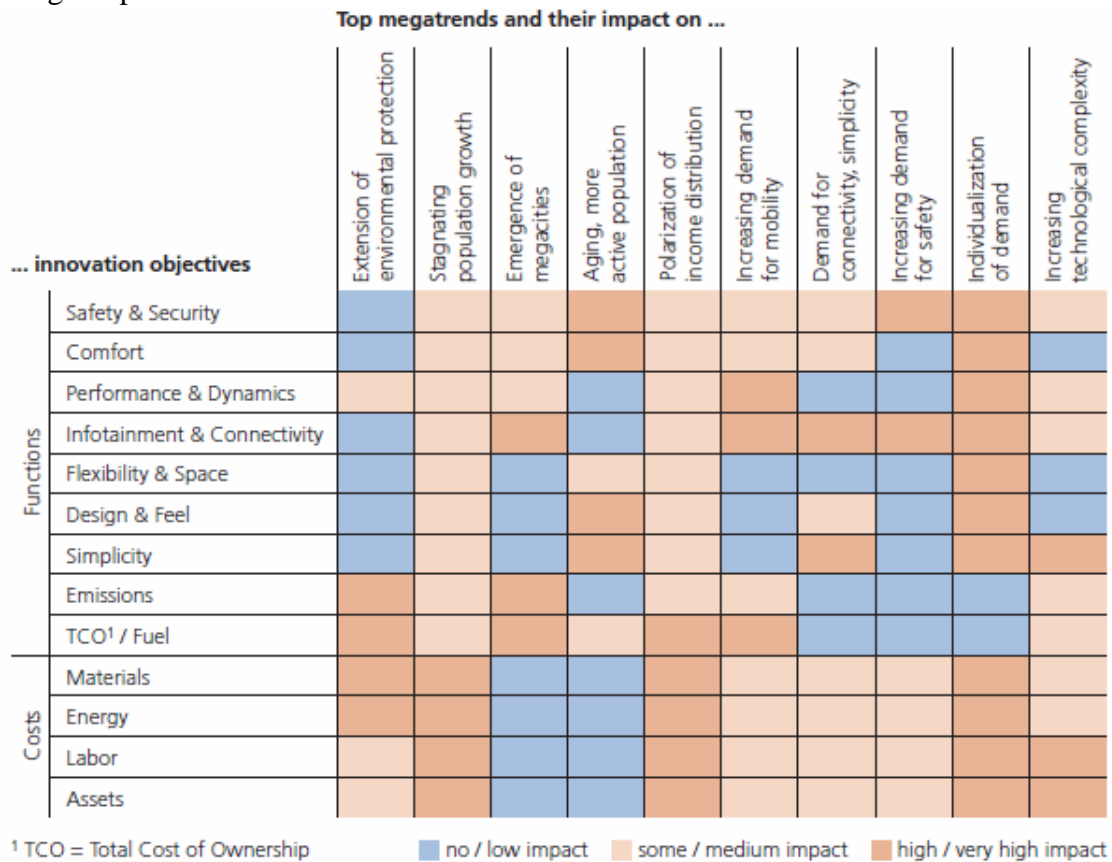 Top megatrends and their impact on ...
Extension of
environmental protection
Stagnating
population growth
Emergence of
megacities
Aging, more
active population
Polarization of
income distribution
Increasing demand
for mobility
Demand for
connectivity, simplicity
Increasing demand
for safety
Individualization
of demand
Increasing
technological complexity
... innovation objectives
Functions
Safety & Security
Comfort
Performance & Dynamics
Infotainment & Connectivity
Flexibility & Space
Design & Feel
Simplicity
Emissions
TCO¹ / Fuel
Costs
Materials
Energy
Labor
Assets
¹ TCO = Total Cost of Ownership
no / low impact
some / medium impact
high / very high impact